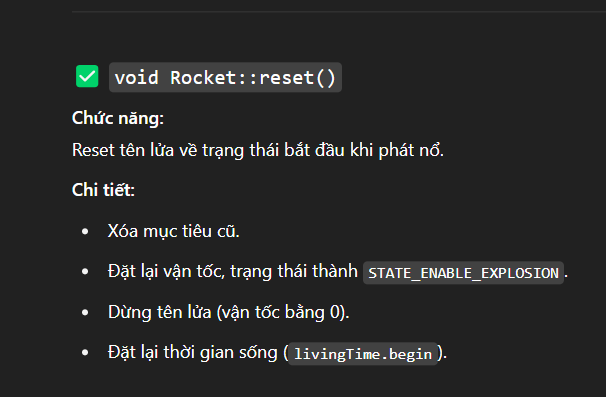 void Rocket::reset()
Chức năng:
Reset tên lửa về trạng thái bắt đầu khi phát nổ.
Chi tiết:
Xóa mục tiêu cũ.
Đặt lại vận tốc, trạng thái thành STATE_ENABLE_EXPLOSION.
Dừng tên lửa (vận tốc bằng 0).
Đặt lại thời gian sống (livingTime.begin).